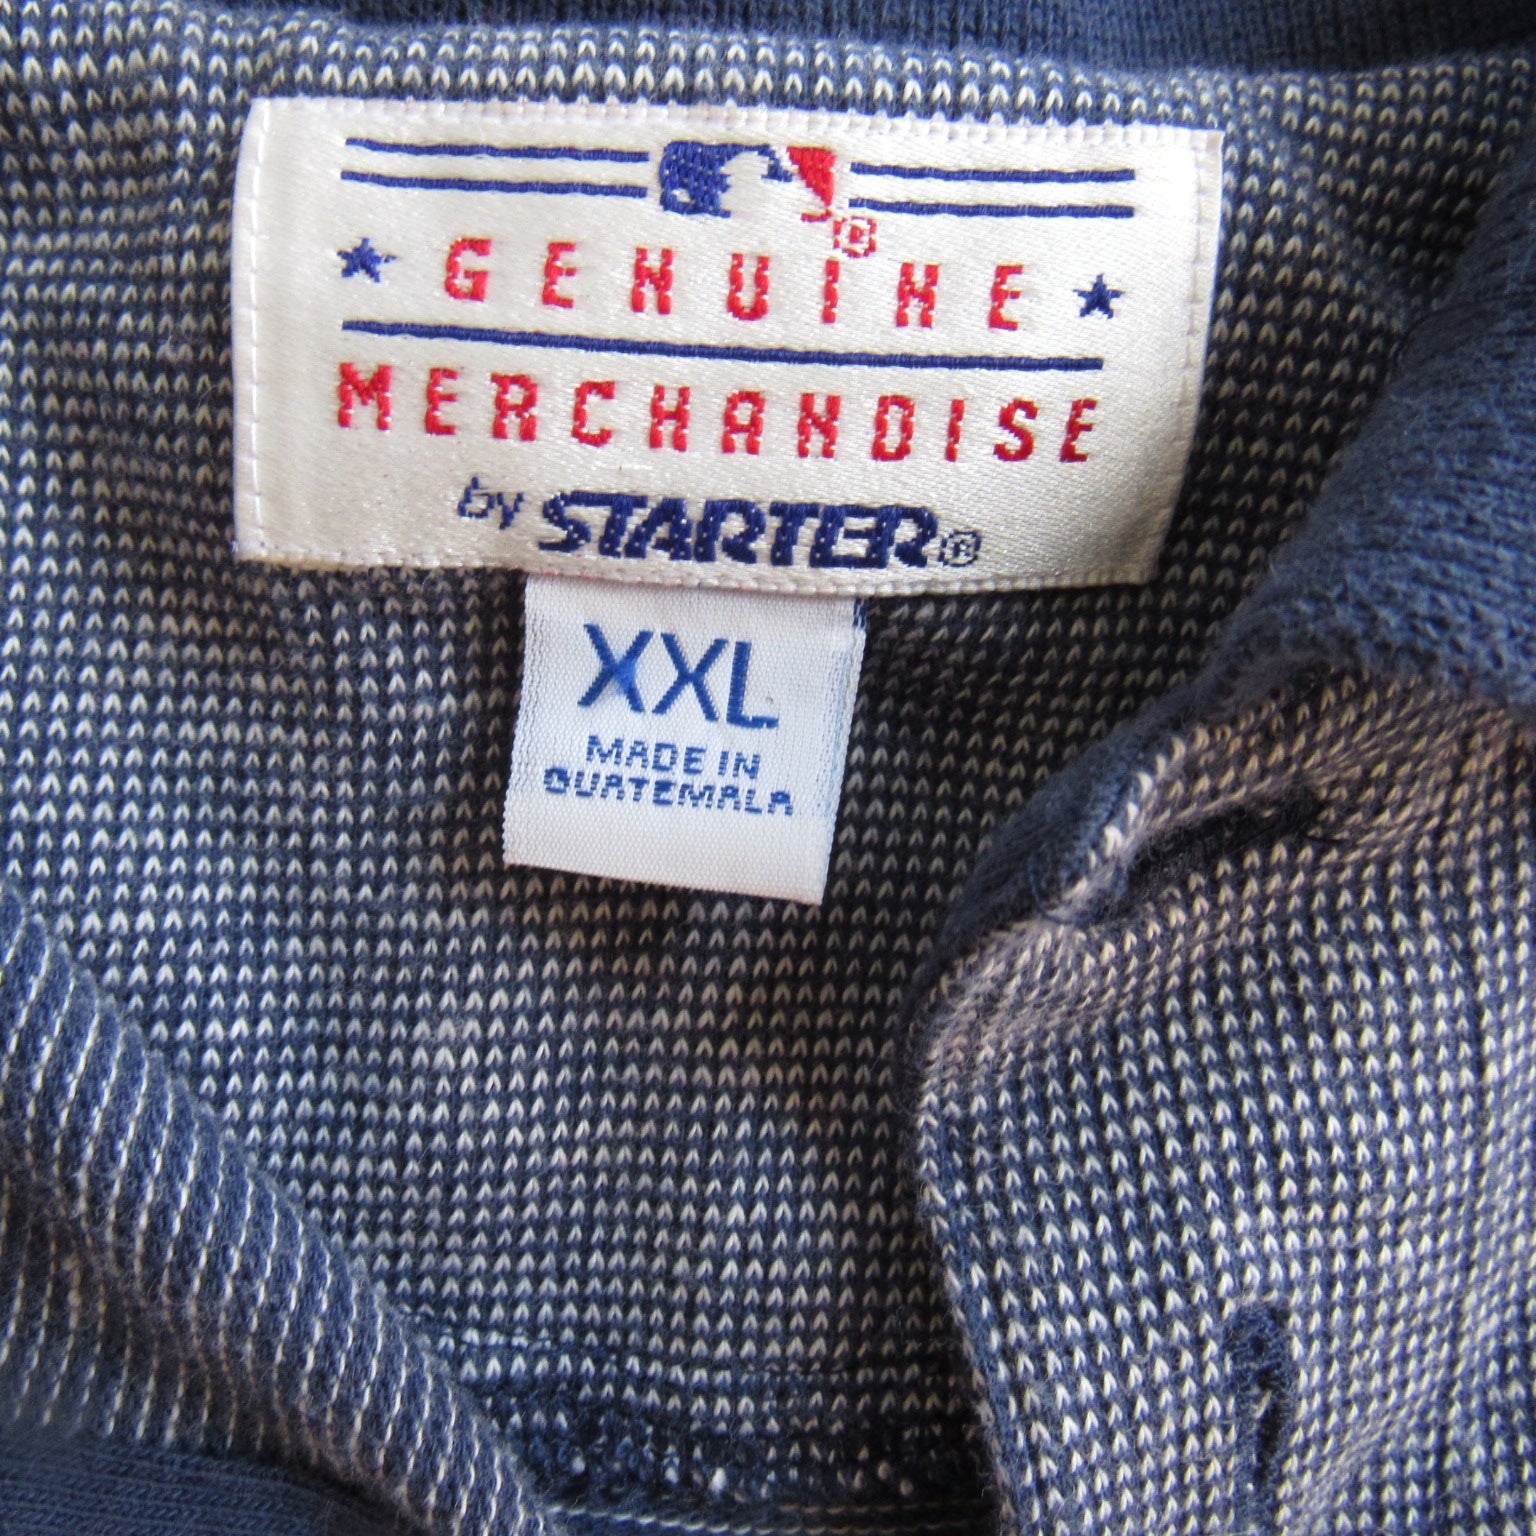 ®
GENUINE
MERCHANDISE
by STARTER®
XXL
MADE IN
GUATEMALA